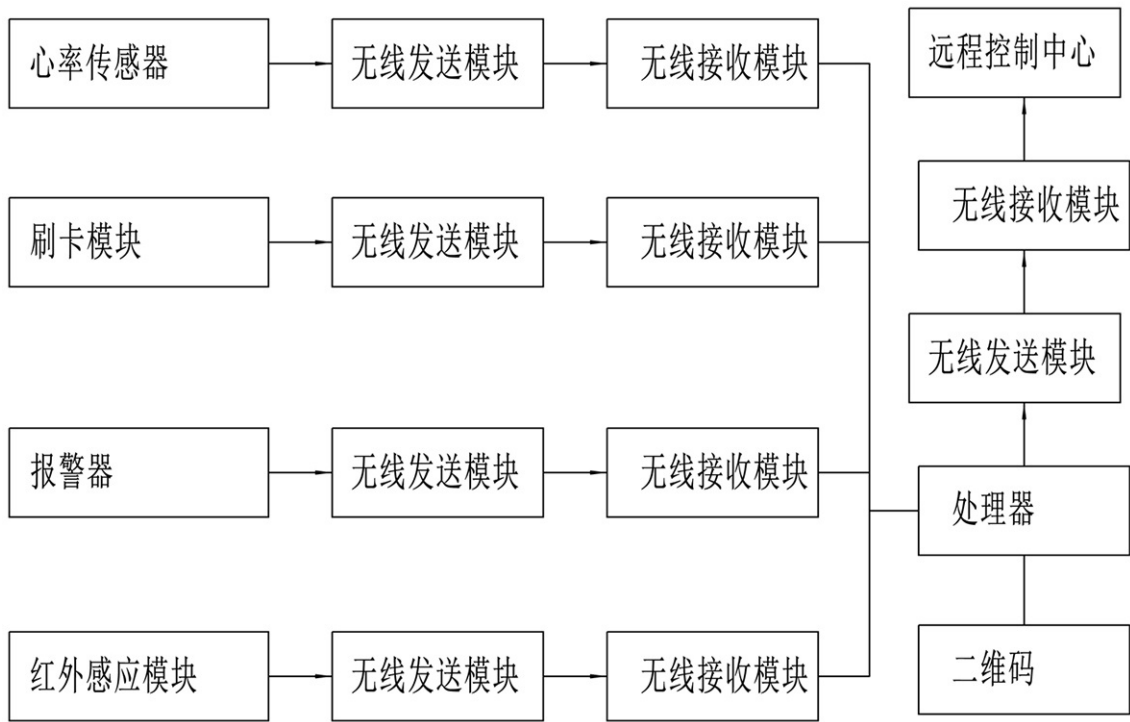 心率传感器
无线发送模块
无线接收模块
远程控制中心
刷卡模块
无线发送模块
无线接收模块
无线接收模块
无线发送模块
报警器
无线发送模块
无线接收模块
处理器
红外感应模块
无线发送模块
无线接收模块
二维码